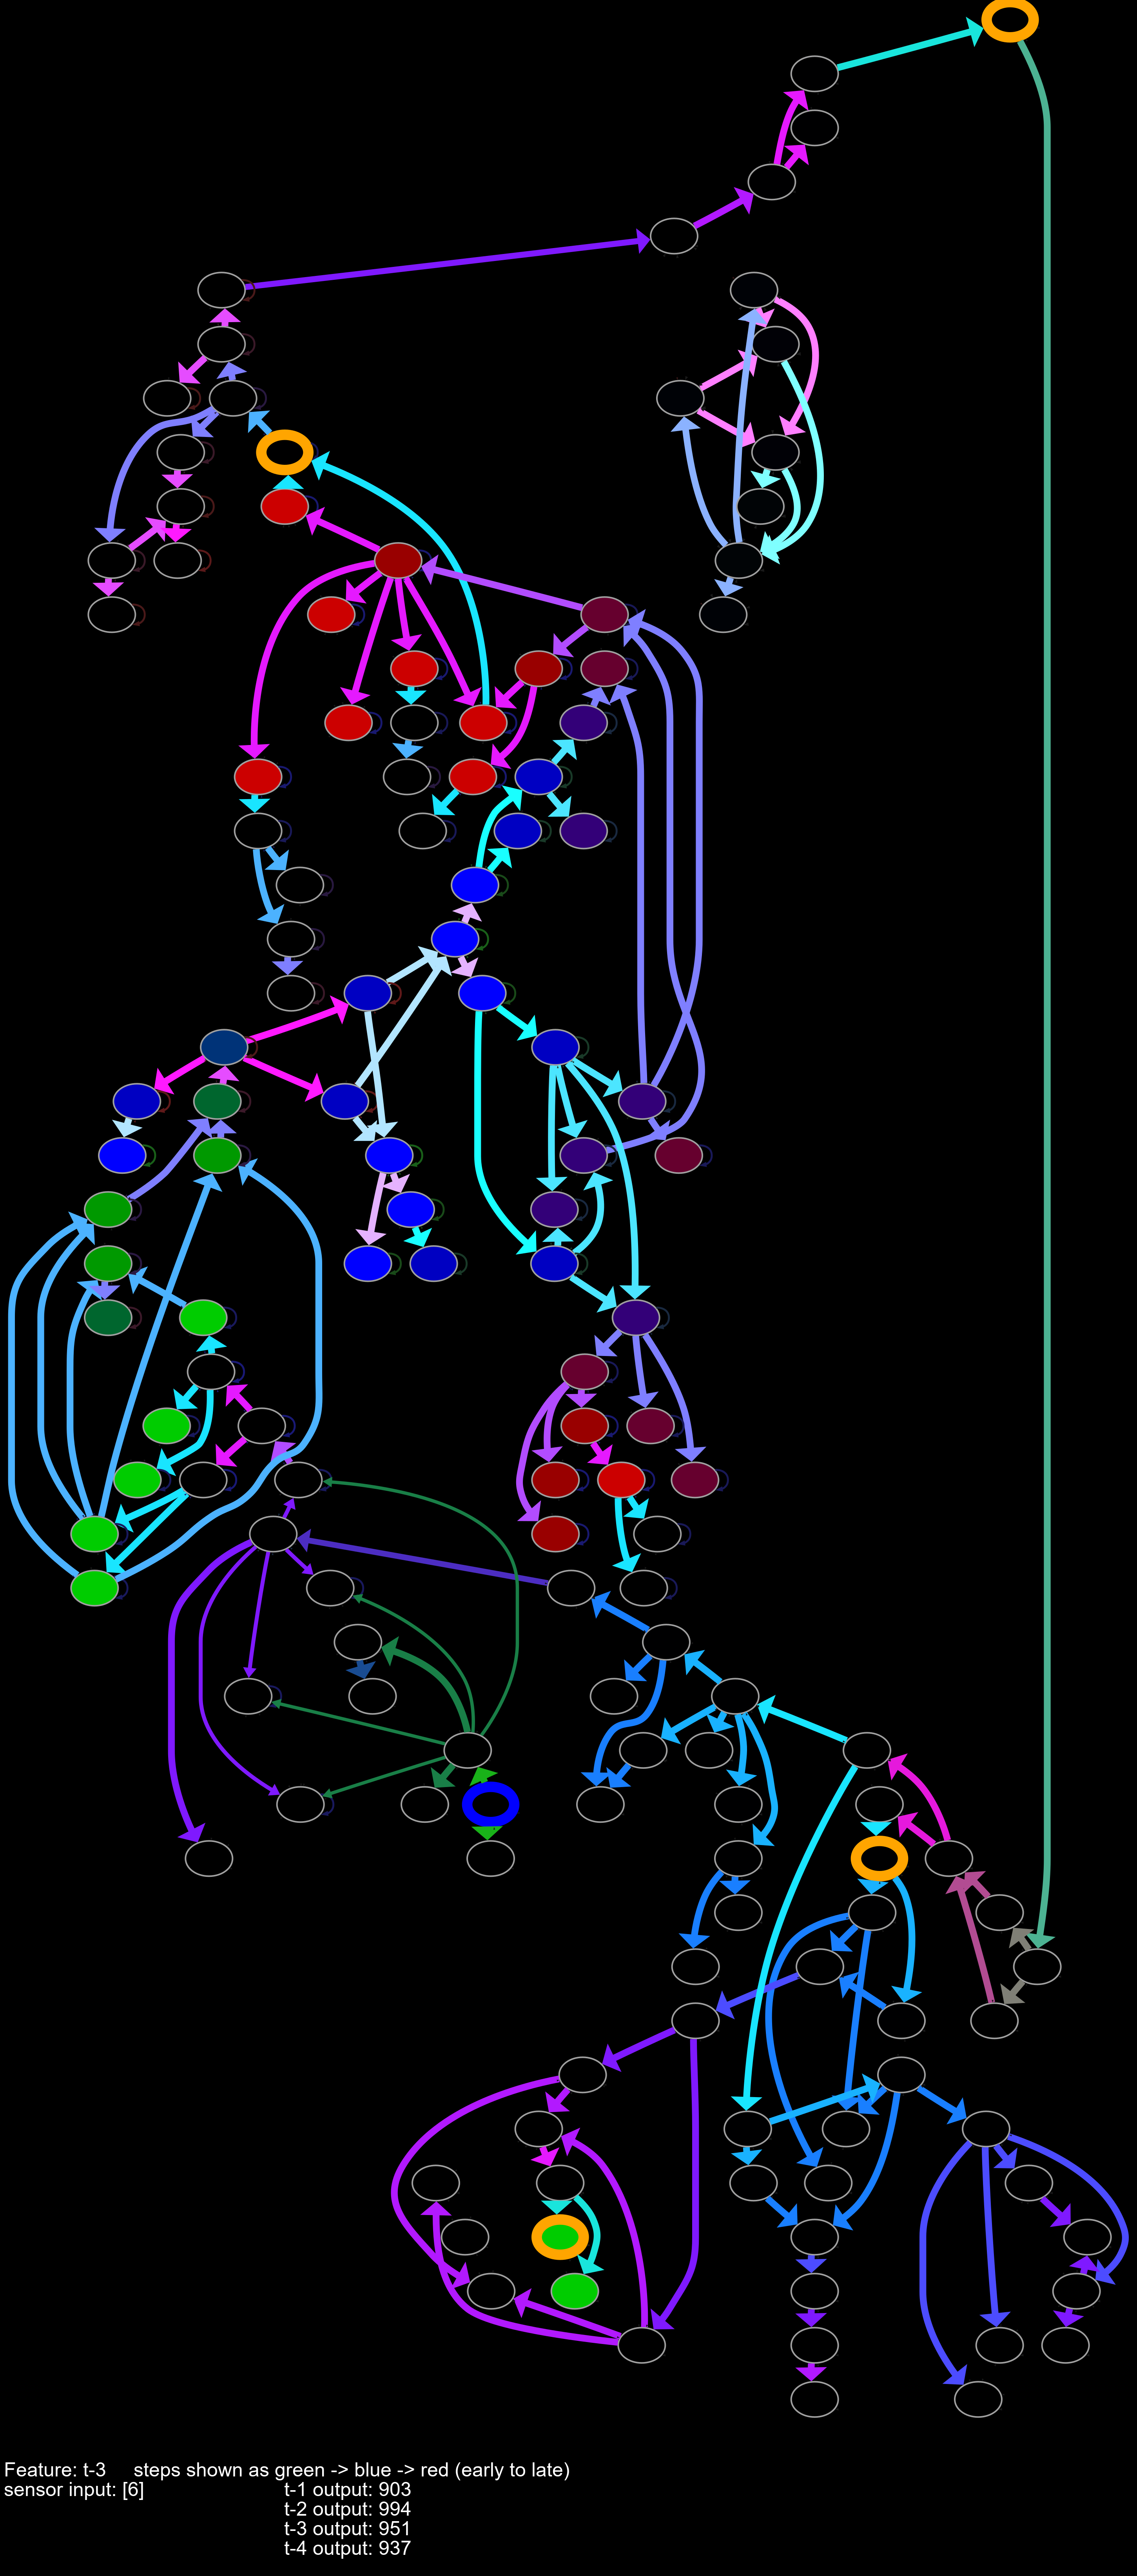 Feature: t-3     steps shown as green -> blue -> red (early to late)
sensor input: [6]     t-1 output: 903
t-2 output: 994
t-3 output: 951
t-4 output: 937